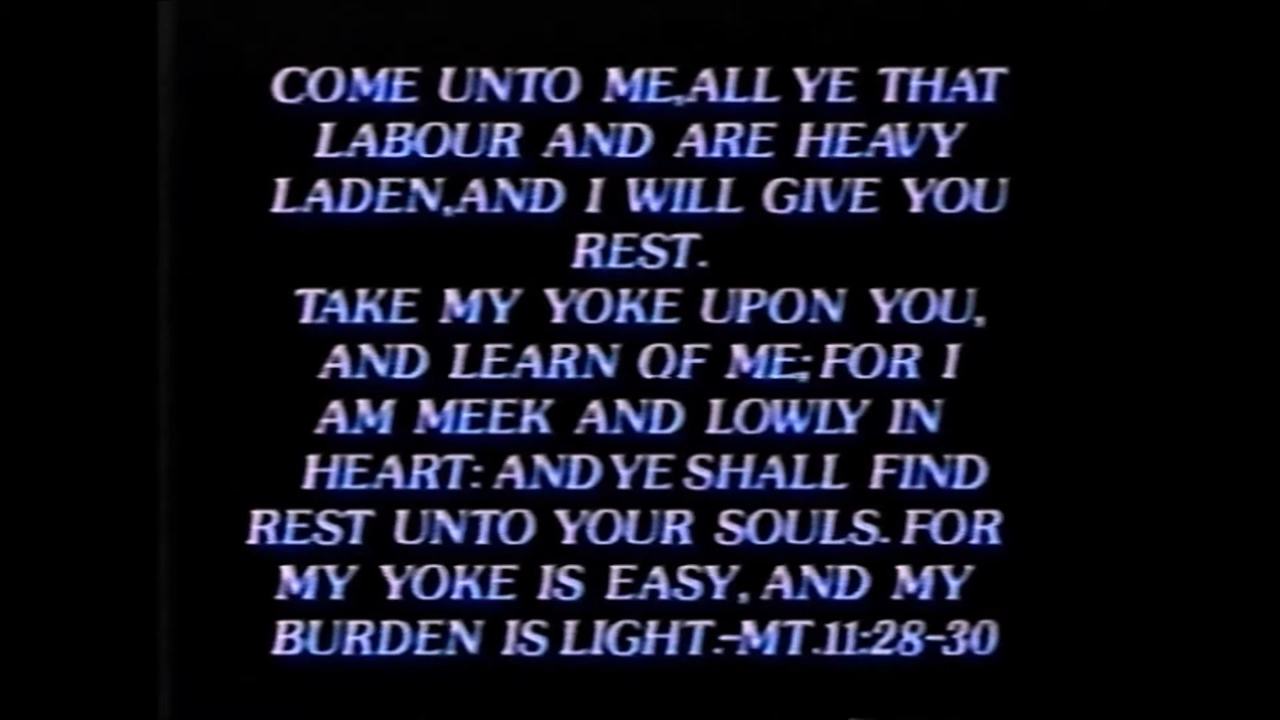 COME UNTO ME,ALL YE THAT
LABOUR AND ARE HEAVY
LADEN,AND I WILL GIVE YOU
REST.
TAKE MY YOKE UPON YOU,
AND LEARN OF ME; FOR I
AM MEEK AND LOWLY IN
HEART: AND YE SHALL FIND
REST UNTO YOUR SOULS. FOR
MY YOKE IS EASY, AND MY
BURDEN IS LIGHT.-MT.11:28-30